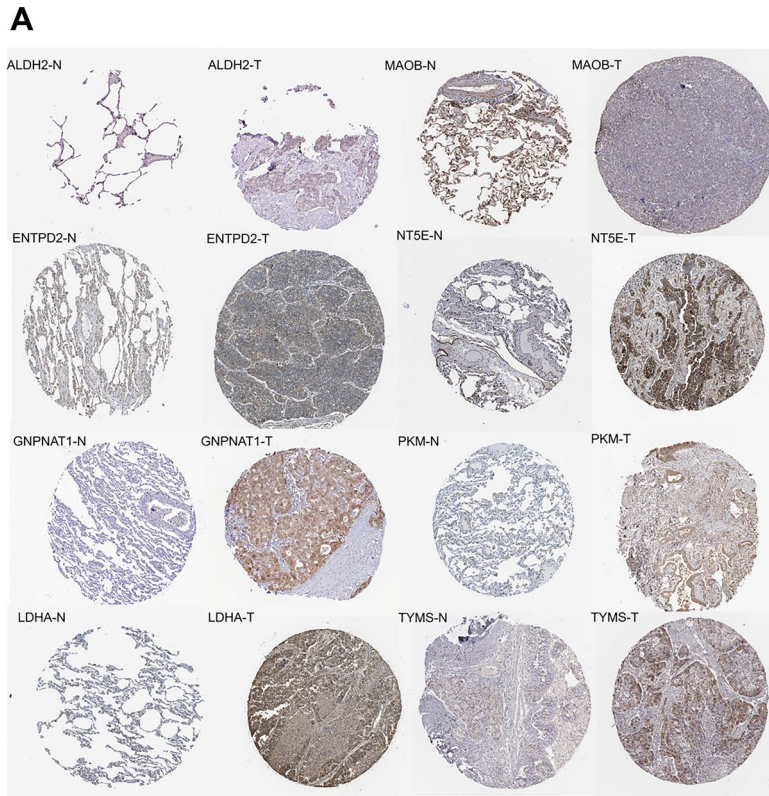 A
ALDH2-N ALDH2-T MAOB-N MAOB-T
ENTPD2-N ENTPD2-T NT5E-N NT5E-T
GNPNAT1-N GNPNAT1-T PKM-N PKM-T
LDHA-N LDHA-T TYMS-N TYMS-T